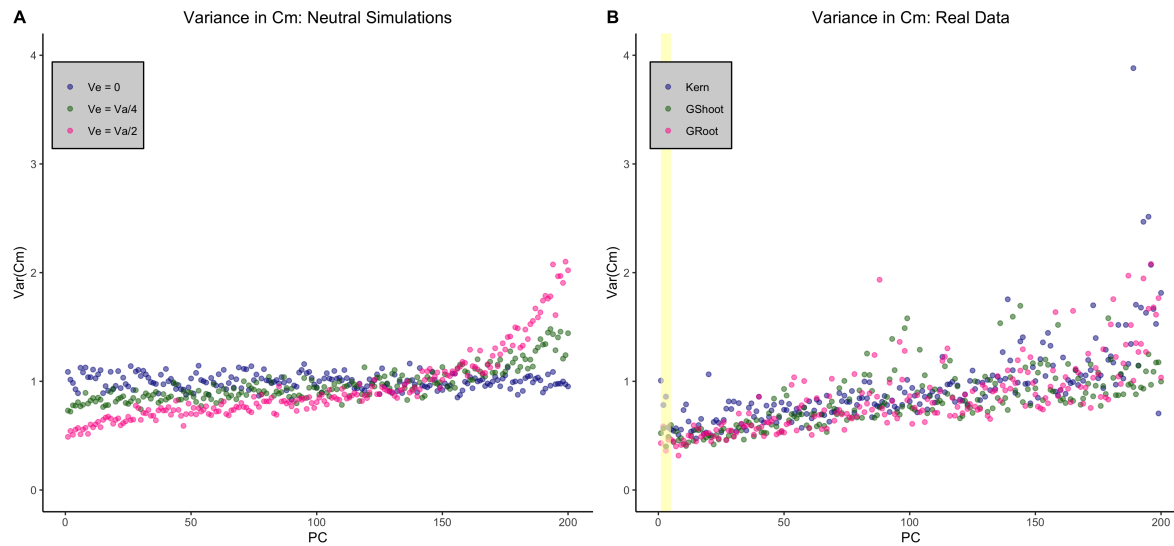 A
Variance in Cm: Neutral Simulations
4
3
2
1
0
Var(Cm)
Ve = 0
Ve = Va/4
Ve = Va/2
0
50
100
150
200
PC
B
Variance in Cm: Real Data
4
3
2
1
0
Var(Cm)
Kern
GShoot
GRoot
0
50
100
150
200
PC